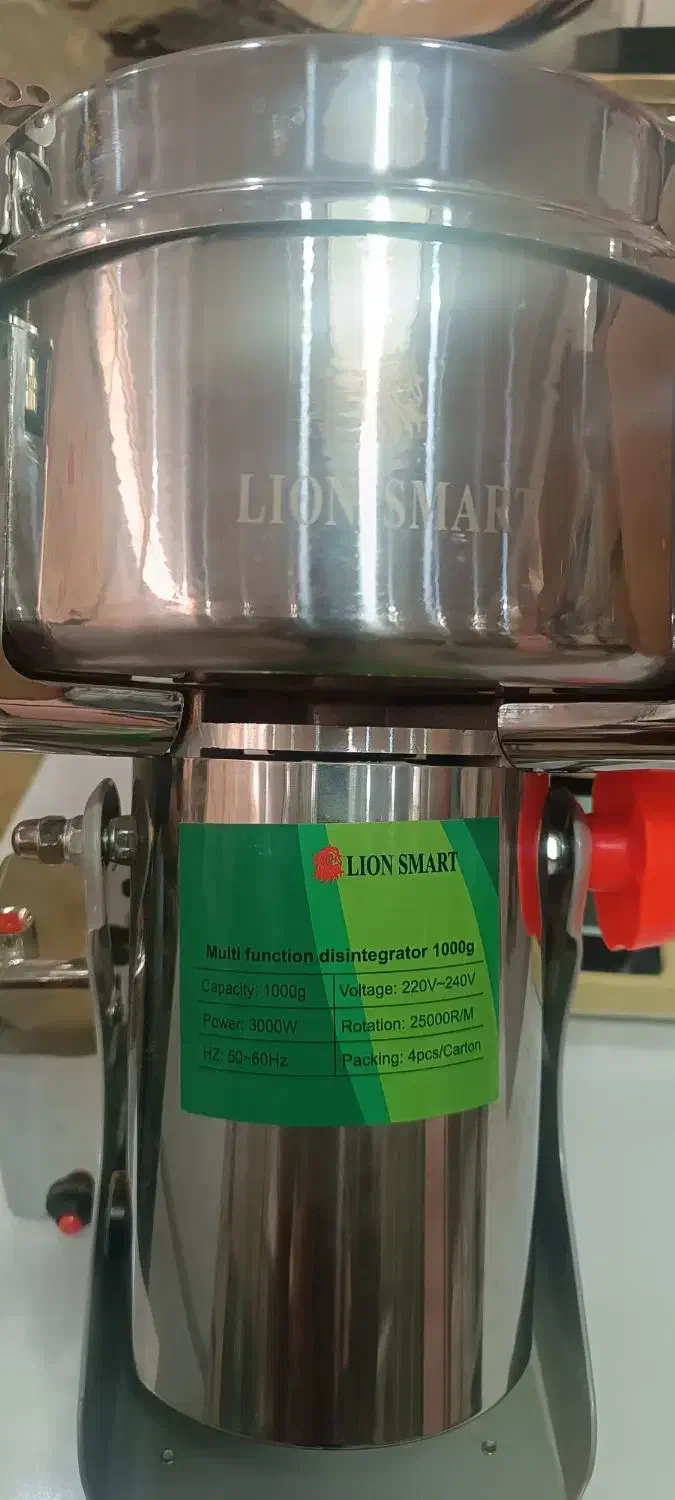 LION SMART
LION SMART
Multi function disintegrator 1000g
Capacity: 1000g Voltage: 220V~240V
Power: 3000W Rotation: 25000R/M
HZ: 50~60Hz Packing: 4pcs/Carton